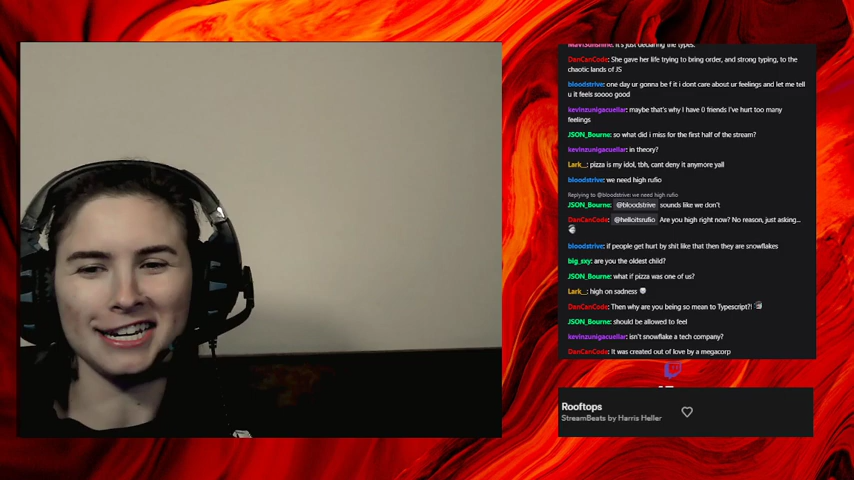 MaviSunshine: it's just declaring the types.
DanCanCode: She gave her life trying to bring order, and strong typing, to the
chaotic lands of JS
bloodstrive: one day ur gonna be f it i dont care about ur feelings and let me tell
u it feels soooo good
kevinzunigacuellar: maybe that's why I have 0 friends I've hurt too many
feelings
JSON_Bourne: so what did i miss for the first half of the stream?
kevinzunigacuellar: in theory?
Lark_: pizza is my idol, tbh, cant deny it anymore yall
bloodstrive: we need high rufio
Replying to @bloodstrive: we need high rufio
JSON_Bourne: @bloodstrive sounds like we don't
DanCanCode: @helloitsrufio Are you high right now? No reason, just asking...
bloodstrive: if people get hurt by shit like that then they are snowflakes
big_sxy: are you the oldest child?
JSON_Bourne: what if pizza was one of us?
Lark_: high on sadness
DanCanCode: Then why are you being so mean to Typescript?!
JSON_Bourne: should be allowed to feel
kevinzunigacuellar: isn't snowflake a tech company?
DanCanCode: It was created out of love by a megacorp
Rooftops
StreamBeats by Harris Heller